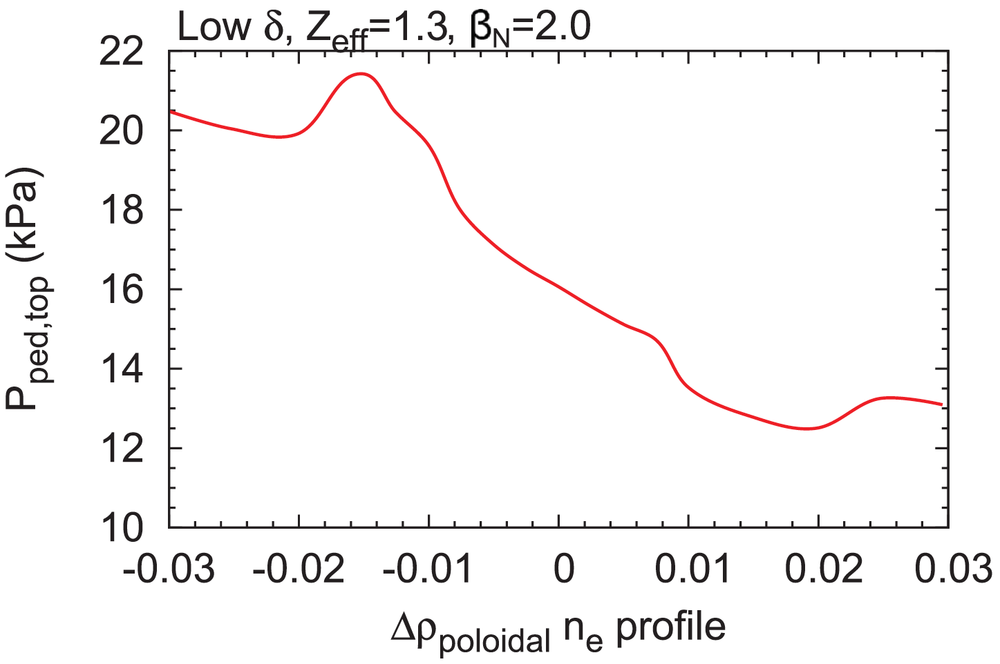 Low δ, Zeff=1.3, βN=2.0
22
20
18
16
14
12
10
Pped,top (kPa)
-0.03 -0.02 -0.01 0 0.01 0.02 0.03
Δρpoloidal ne profile